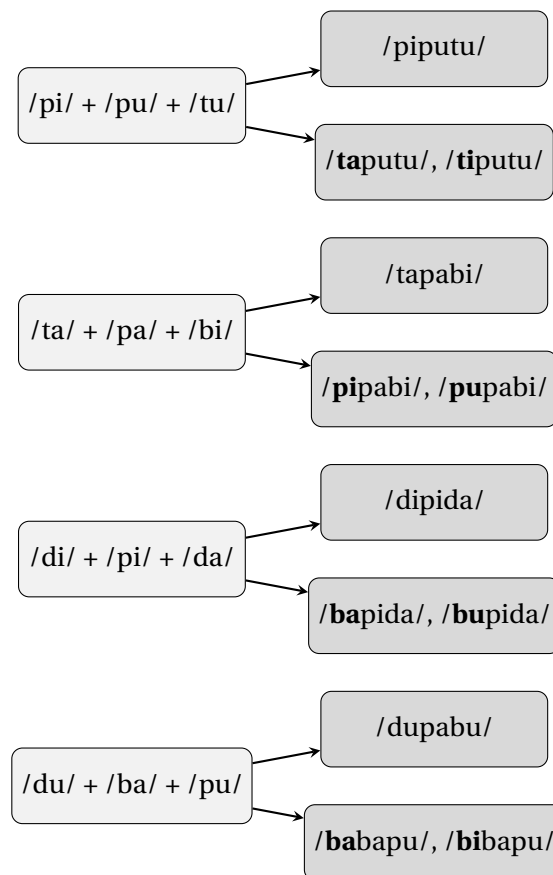 /piputu/
/pi/ + /pu/ + /tu/
/taputu/, /tiputu/
/tapabi/
/ta/ + /pa/ + /bi/
/pipabi/, /pupabi/
/dipida/
/di/ + /pi/ + /da/
/bapida/, /bupida/
/dupabu/
/du/ + /ba/ + /pu/
/babapu/, /bibapu/